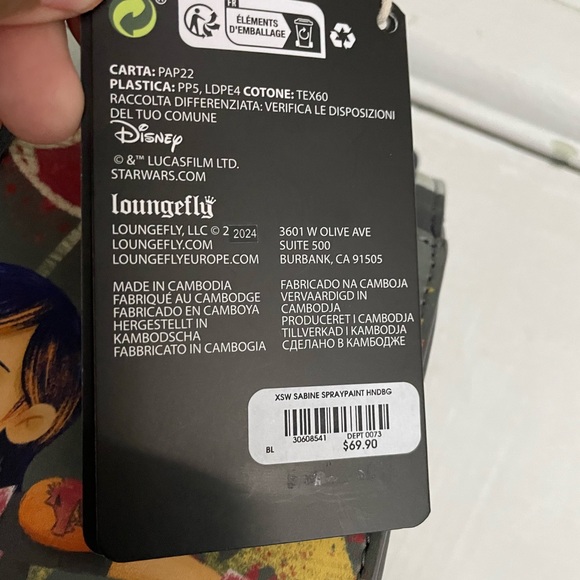 FR
ÉLÉMENTS
D'EMBALLAGE
CARTA: PAP22
PLASTICA: PP5, LDPE4 COTONE: TEX60
RACCOLTA DIFFERENZIATA: VERIFICA LE DISPOSIZIONI
DEL TUO COMUNE
Disney
© &™ LUCASFILM LTD.
STARWARS.COM
loungefly
LOUNGEFLY, LLC © 2 2024
LOUNGEFLY.COM
LOUNGEFLYEUROPE.COM
3601 W OLIVE AVE
SUITE 500
BURBANK, CA 91505
MADE IN CAMBODIA
FABRIQUÉ AU CAMBODGE
FABRICADO EN CAMBOYA
HERGESTELLT IN
KAMBODSCHA
FABBRICATO IN CAMBOGIA
FABRICADO NA CAMBOJA
VERVAARDIGD IN
CAMBODJA
PRODUCERET I CAMBODJA
TILLVERKAD I KAMBODJA
СДЕЛАНО В КАМБОДЖЕ
XSW SABINE SPRAYPAINT HNDBG
30608541
DEPT 0073
BL
$69.90